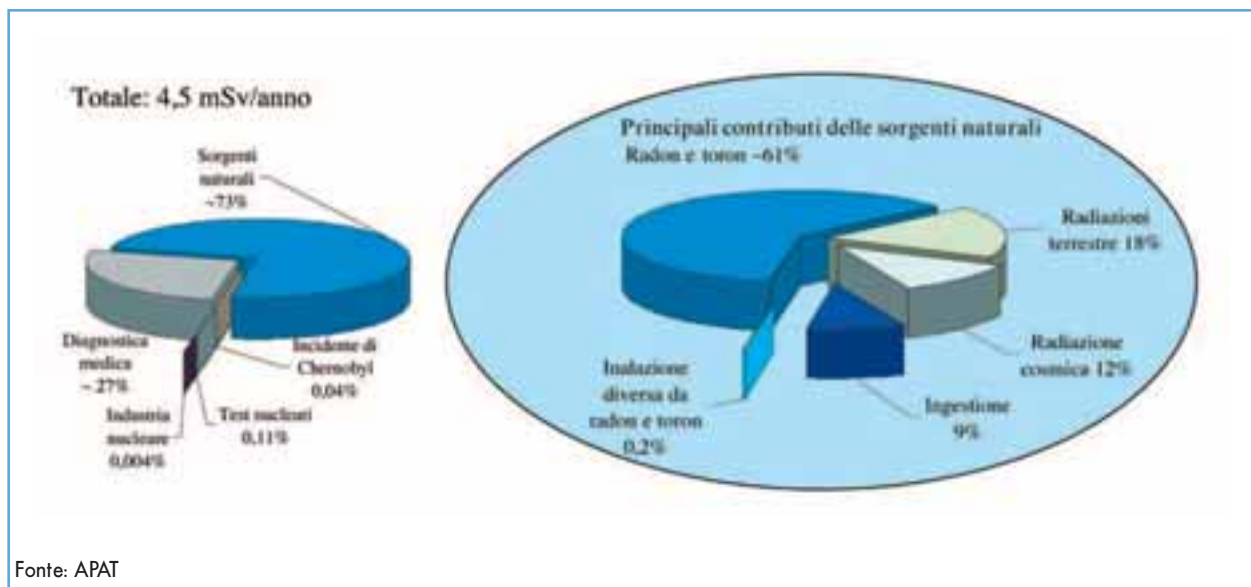 Totale: 4,5 mSv/anno
Sorgenti
naturali
~73%
Diagnostica
medica
~ 27%
Industria
nucleare
0,004%
Test nucleari
0,11%
Incidente di
Chernobyl
0,04%
Principali contributi delle sorgenti naturali
Radon e toron ~61%
Radiazioni
terrestre 18%
Radiazione
cosmica 12%
Ingestione
9%
Inalazione
diversa da
radon e toron
0,2%
Fonte: APAT